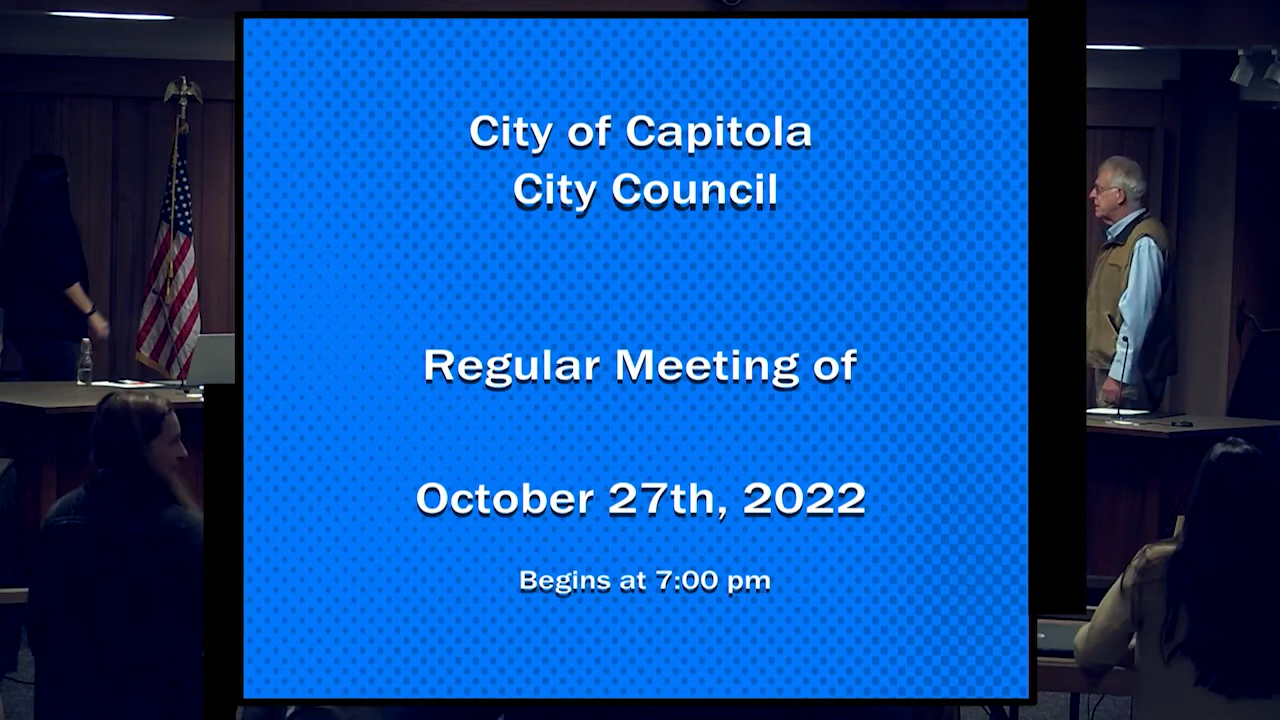 City of Capitola
City Council
Regular Meeting of
October 27th, 2022
Begins at 7:00 pm